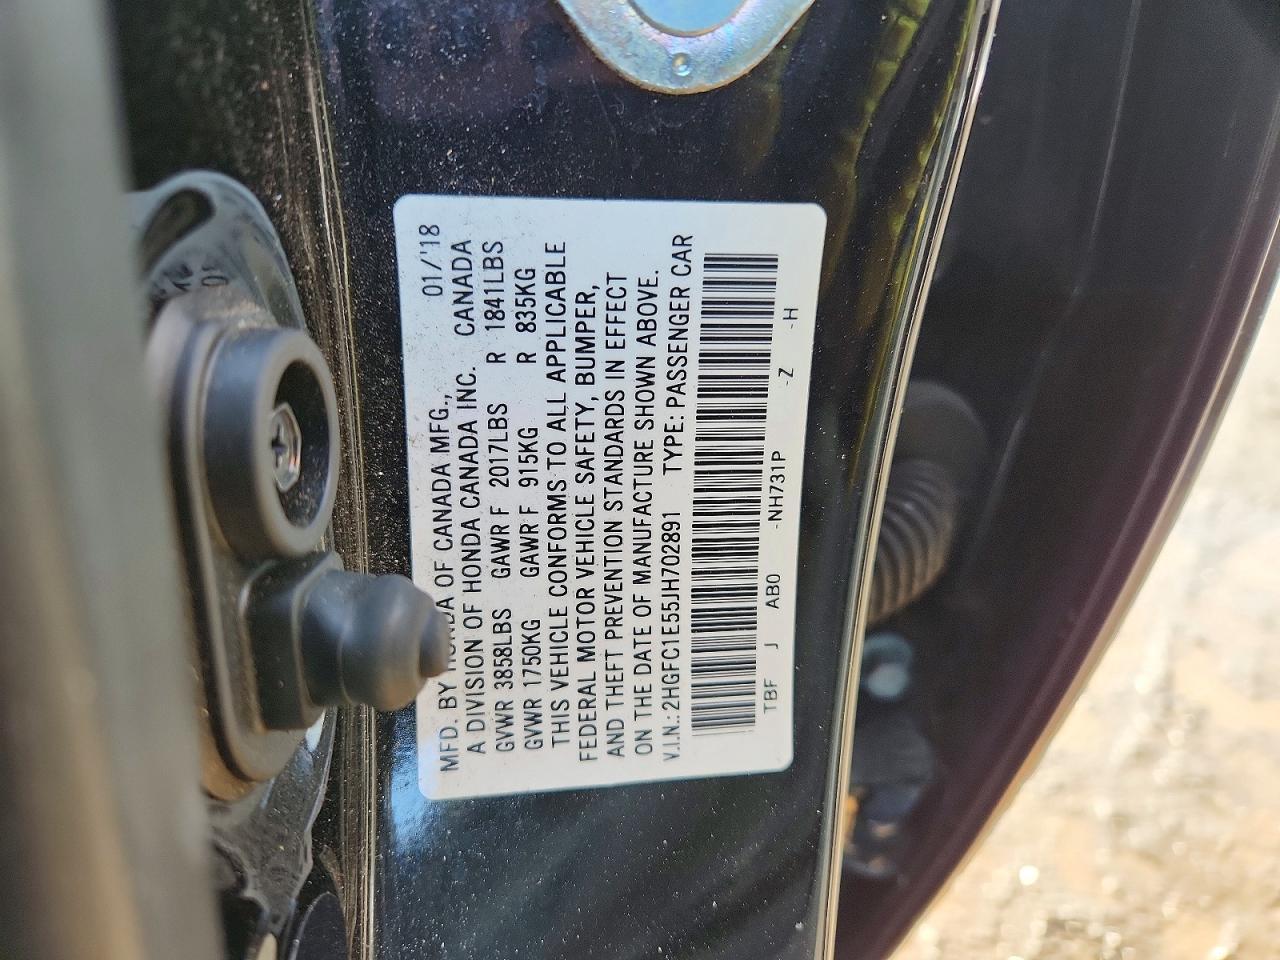 MFD. BY HONDA OF CANADA MFG., 01/'18
A DIVISION OF HONDA CANADA INC. CANADA
GVWR 3858LBS GAWR F 2017LBS R 1841LBS
GVWR 1750KG GAWR F 915KG R 835KG
THIS VEHICLE CONFORMS TO ALL APPLICABLE
FEDERAL MOTOR VEHICLE SAFETY, BUMPER,
AND THEFT PREVENTION STANDARDS IN EFFECT
ON THE DATE OF MANUFACTURE SHOWN ABOVE.
V.I.N.: 2HGFC1E55JH702891 TYPE: PASSENGER CAR
TBF J AB0 -NH731P -Z -H